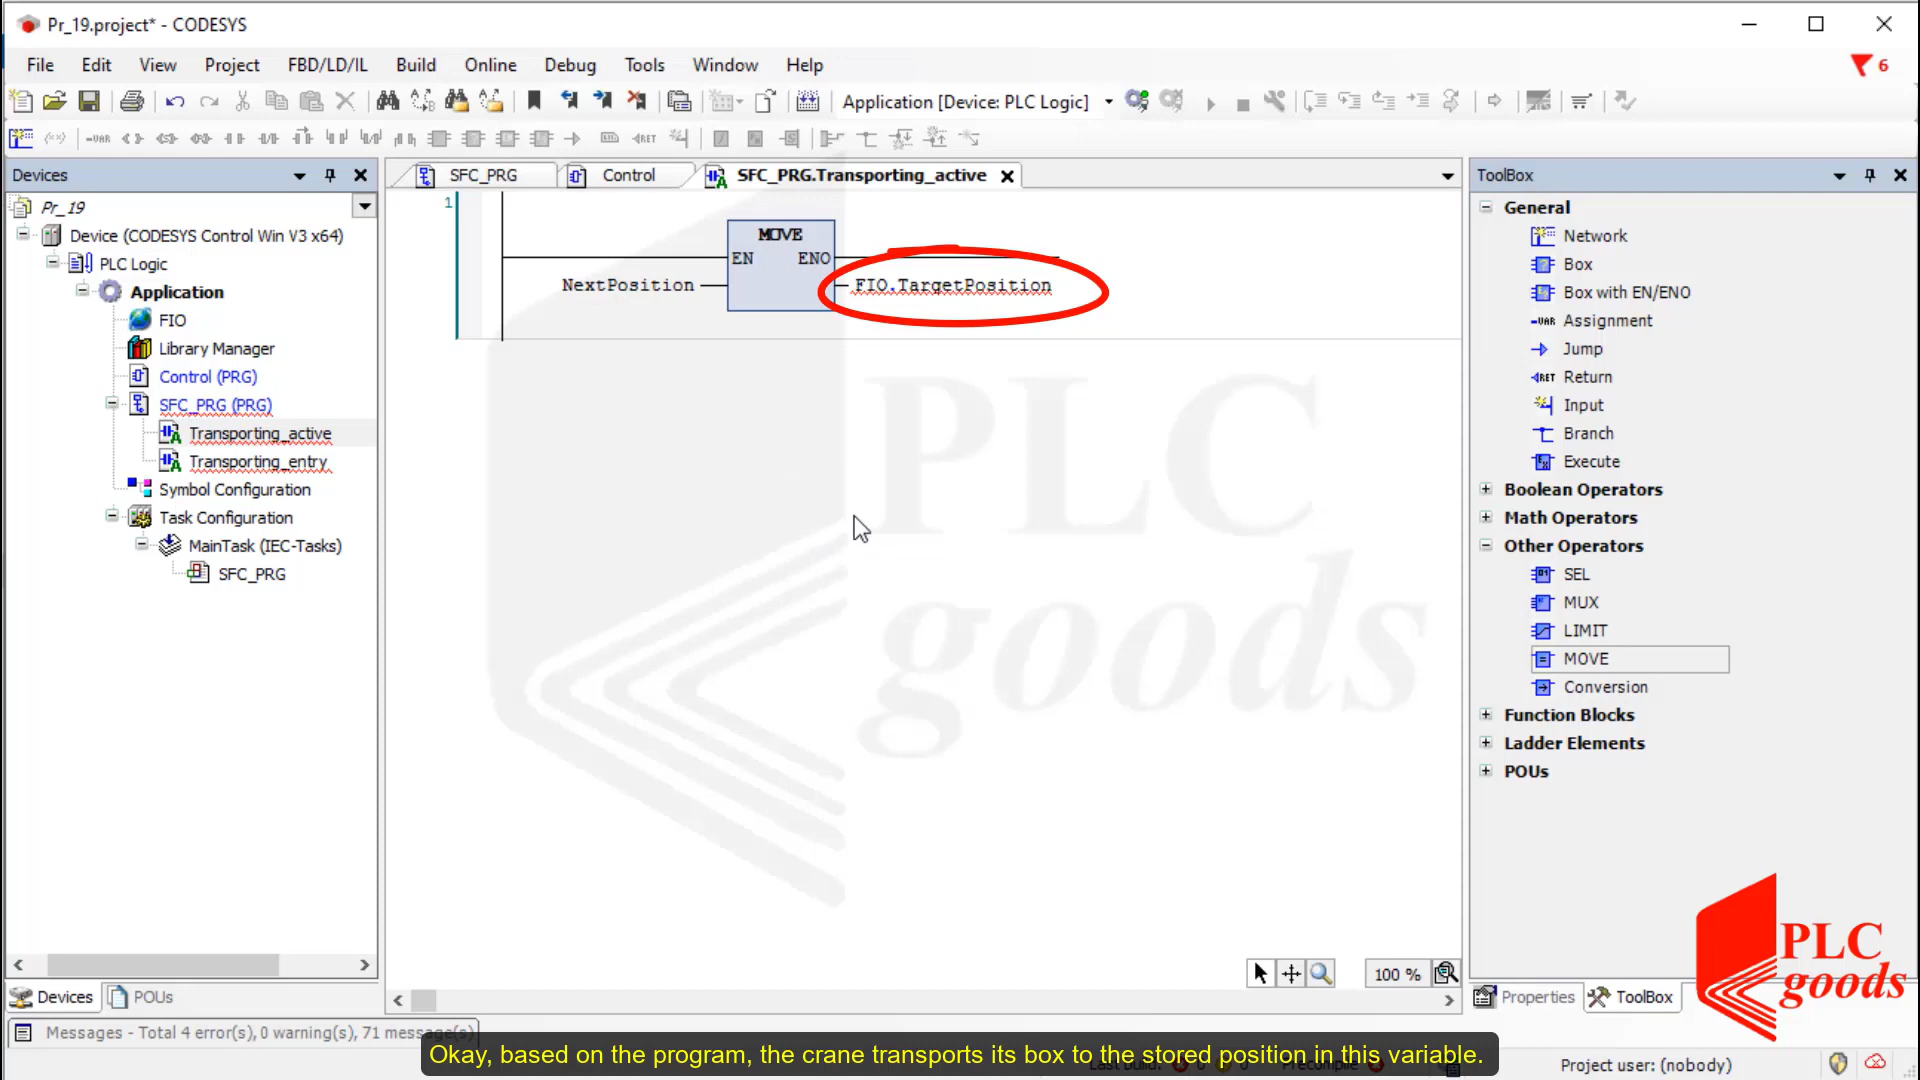 Pr_19.project* - CODESYS
File Edit View Project FBD/LD/IL Build Online Debug Tools Window Help
6
Application [Device: PLC Logic]
Devices
Pr_19
Device (CODESYS Control Win V3 x64)
PLC Logic
Application
FIO
Library Manager
Control (PRG)
SFC_PRG (PRG)
Transporting_active
Transporting_entry
Symbol Configuration
Task Configuration
MainTask (IEC-Tasks)
SFC_PRG
Devices POUs
SFC_PRG Control SFC_PRG.Transporting_active
1
MOVE
EN ENO
NextPosition FIO.TargetPosition
PLC
goods
100 %
ToolBox
General
Network
Box
Box with EN/ENO
Assignment
Jump
Return
Input
Branch
Execute
Boolean Operators
Math Operators
Other Operators
SEL
MUX
LIMIT
MOVE
Conversion
Function Blocks
Ladder Elements
POUs
Properties ToolBox
PLC
goods
Messages - Total 4 error(s), 0 warning(s), 71 message(s)
Okay, based on the program, the crane transports its box to the stored position in this variable.
Project user: (nobody)